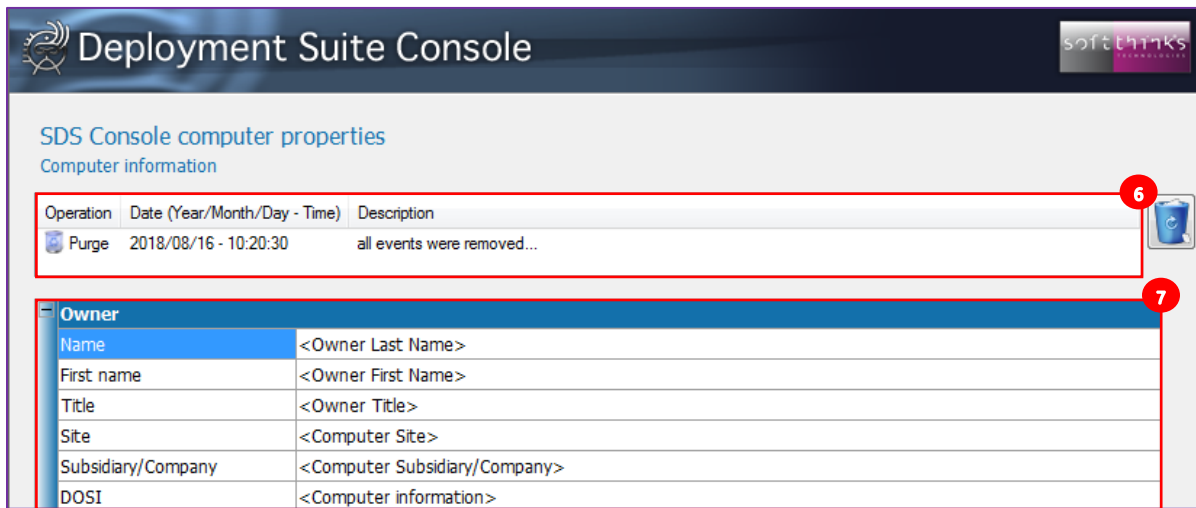 Deployment Suite Console
softthinks
TECHNOLOGIES
SDS Console computer properties
Computer information
6
Operation Date (Year/Month/Day - Time) Description
Purge 2018/08/16 - 10:20:30 all events were removed...
7
Owner
Name <Owner Last Name>
First name <Owner First Name>
Title <Owner Title>
Site <Computer Site>
Subsidiary/Company <Computer Subsidiary/Company>
DOSI <Computer information>